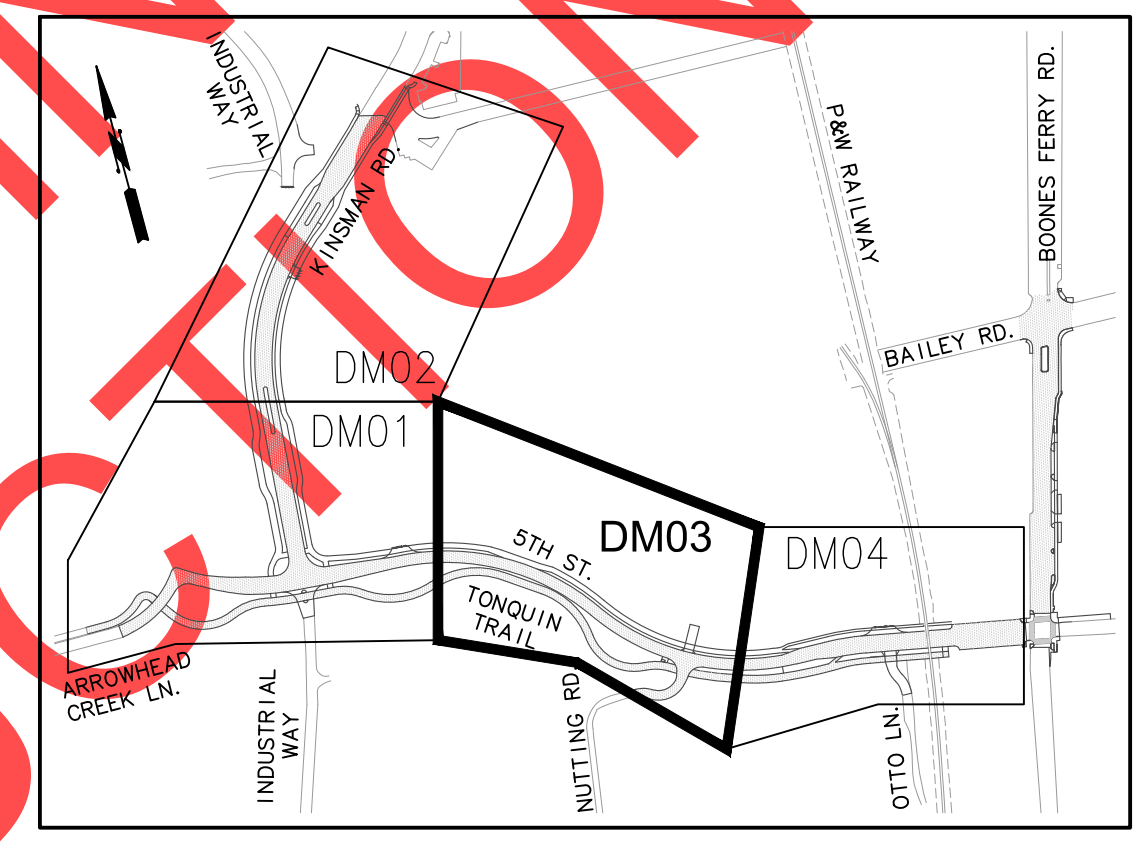 INDUSTRIAL
WAY
KINSMAN RD.
P&W RAILWAY
BOONES FERRY RD.
BAILEY RD.
DM02
DM01
5TH ST.
DM03
DM04
TONQUIN
TRAIL
ARROWHEAD
CREEK LN.
INDUSTRIAL
WAY
NUTTING RD.
OTTO LN.